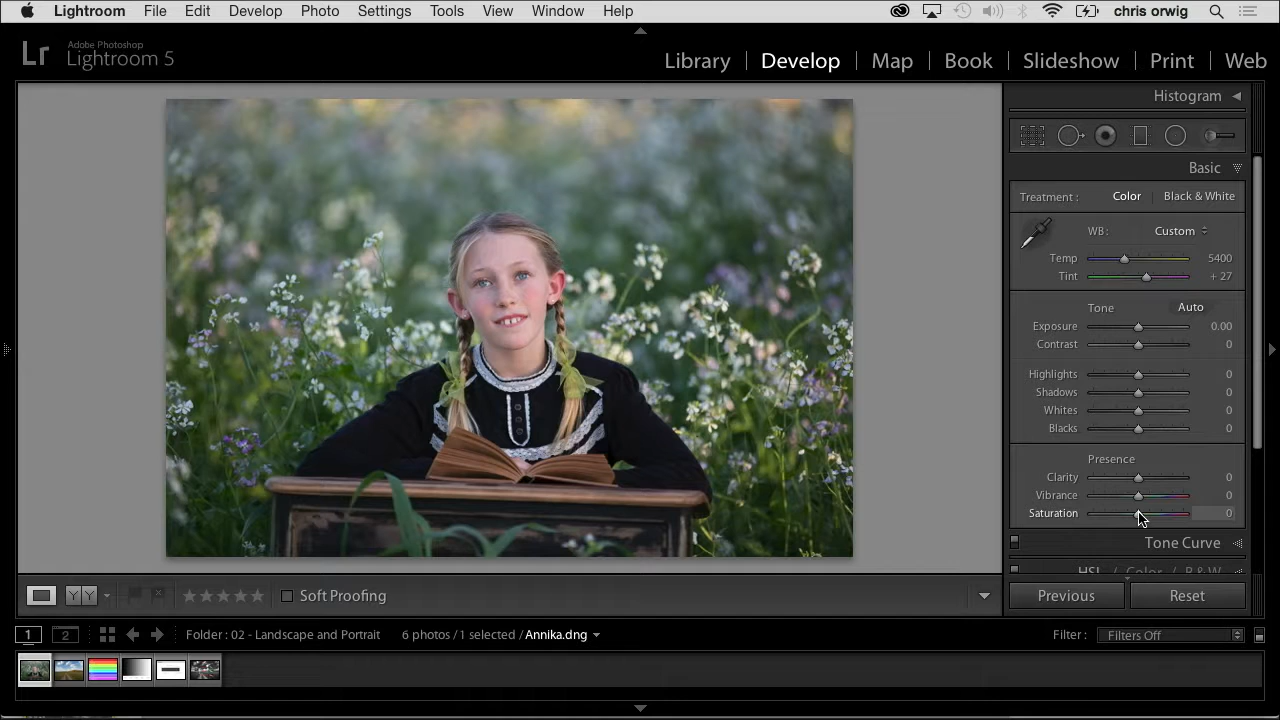 Lightroom File Edit Develop Photo Settings Tools View Window Help chris orwig
Lr Adobe Photoshop
Lightroom 5
Library | Develop | Map | Book | Slideshow | Print | Web
Histogram
Basic
Treatment : Color | Black & White
WB: Custom
Temp 5400
Tint + 27
Tone Auto
Exposure 0.00
Contrast 0
Highlights 0
Shadows 0
Whites 0
Blacks 0
Presence
Clarity 0
Vibrance 0
Saturation 0
Tone Curve
HSL / Color / B & W
YY Soft Proofing Previous Reset
1 2 Folder : 02 - Landscape and Portrait 6 photos / 1 selected / Annika.dng Filter : Filters Off